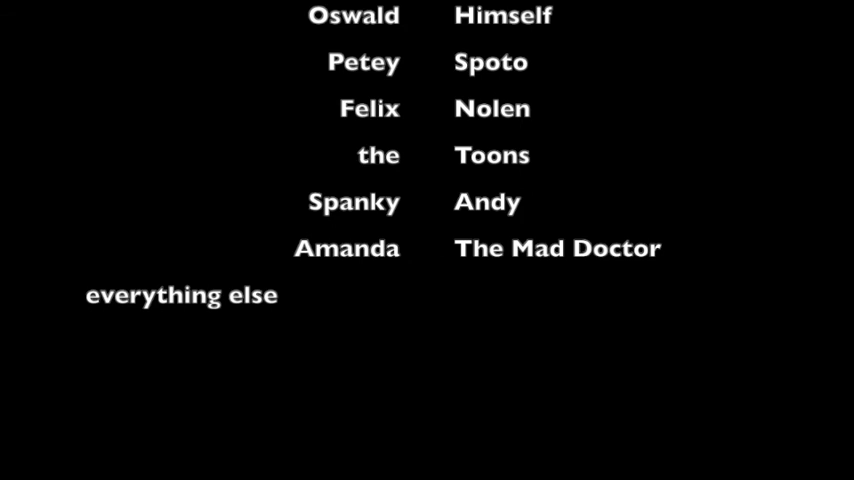 Oswald Himself
Petey Spoto
Felix Nolen
the Toons
Spanky Andy
Amanda The Mad Doctor
everything else